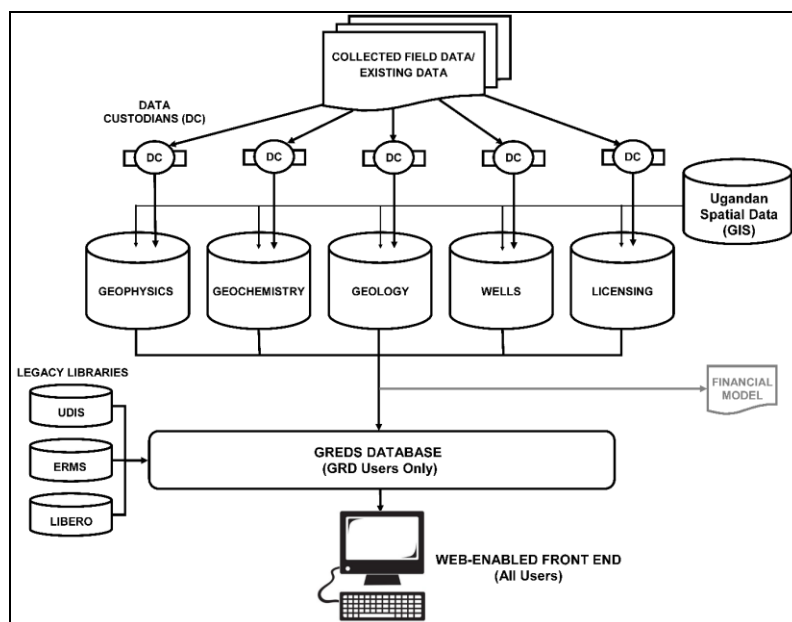 COLLECTED FIELD DATA/
EXISTING DATA
DATA
CUSTODIANS (DC)
DC
DC
DC
DC
DC
Ugandan
Spatial Data
(GIS)
GEOPHYSICS
GEOCHEMISTRY
GEOLOGY
WELLS
LICENSING
LEGACY LIBRARIES
UDIS
ERMS
LIBERO
FINANCIAL
MODEL
GREDS DATABASE
(GRD Users Only)
WEB-ENABLED FRONT END
(All Users)